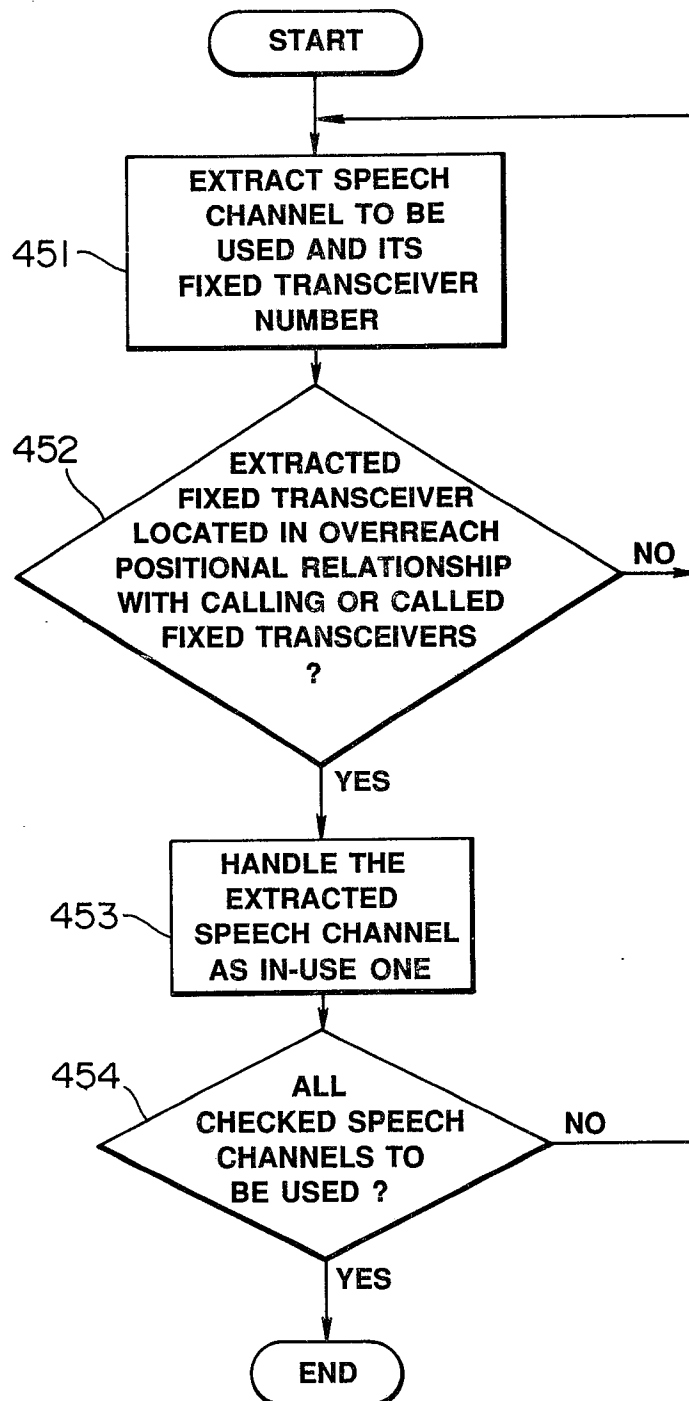 START
EXTRACT SPEECH
CHANNEL TO BE
USED AND ITS
FIXED TRANSCEIVER
NUMBER
451
452
EXTRACTED
FIXED TRANSCEIVER
LOCATED IN OVERREACH
POSITIONAL RELATIONSHIP
WITH CALLING OR CALLED
FIXED TRANSCEIVERS
?
NO
YES
HANDLE THE
EXTRACTED
SPEECH CHANNEL
AS IN-USE ONE
453
454
ALL
CHECKED SPEECH
CHANNELS TO
BE USED ?
NO
YES
END